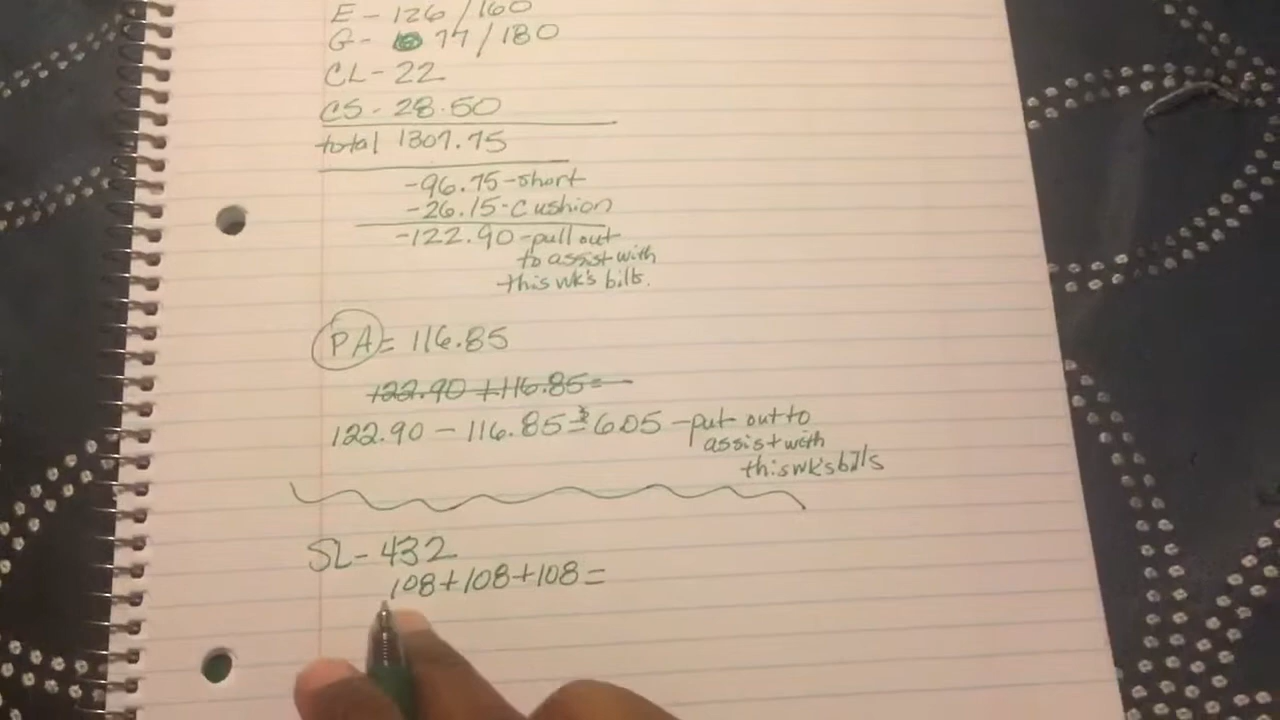 E - 126/160
G - 77/180
CL - 22
CS - 28.50
total 1307.75
-96.75 - short
-26.15 - Cushion
-122.90 - pull out
to assist with
this wk's bills.
PA = 116.85
122.90 + 116.85 =
122.90 - 116.85 = $6.05 - put out to
assist with
this wk's bills
SL - 432
108 + 108 + 108 =